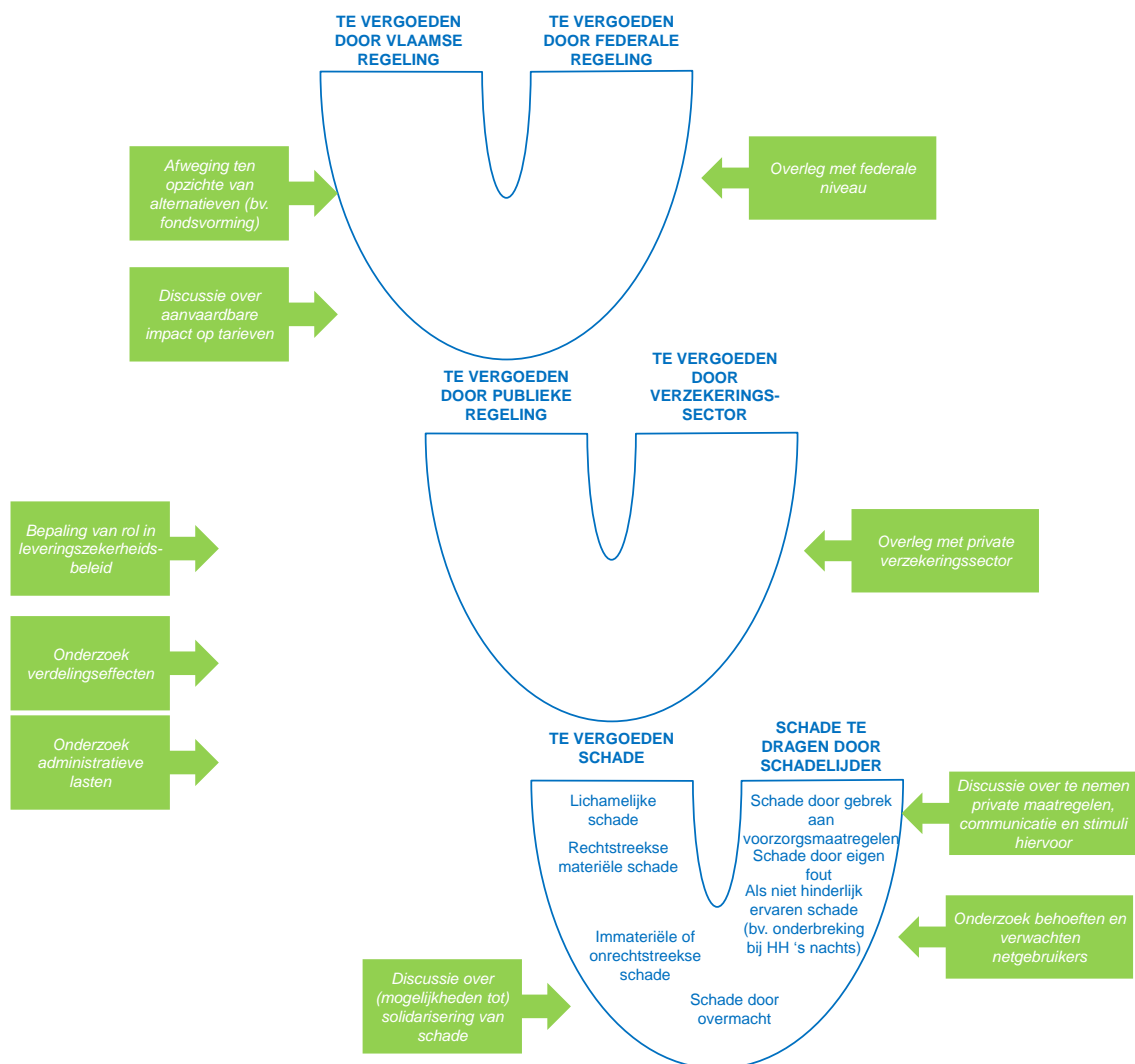 TE VERGOEDEN
DOOR VLAAMSE
REGELING
TE VERGOEDEN
DOOR FEDERALE
REGELING
Afweging ten
opzichte van
alternatieven (bv.
fondsvorming)
Overleg met federale
niveau
Discussie over
aanvaardbare
impact op tarieven
TE VERGOEDEN
DOOR PUBLIEKE
REGELING
TE VERGOEDEN
DOOR
VERZEKERINGS-
SECTOR
Bepaling van rol in
leveringszekerheids-
beleid
Overleg met private
verzekeringssector
Onderzoek
verdelingseffecten
Onderzoek
administratieve
lasten
TE VERGOEDEN
SCHADE
SCHADE TE
DRAGEN DOOR
SCHADELIJDER
Lichamelijke
schade
Rechtstreekse
materiële schade
Immateriële of
onrechtstreekse
schade
Schade door gebrek
aan
voorzorgsmaatregelen
Schade door eigen
fout
Als niet hinderlijk
ervaren schade
(bv. onderbreking
bij HH ‘s nachts)
Schade door
overmacht
Discussie over te nemen
private maatregelen,
communicatie en stimuli
hiervoor
Onderzoek behoeften en
verwachten
netgebruikers
Discussie over
(mogelijkheden tot)
solidarisering van
schade